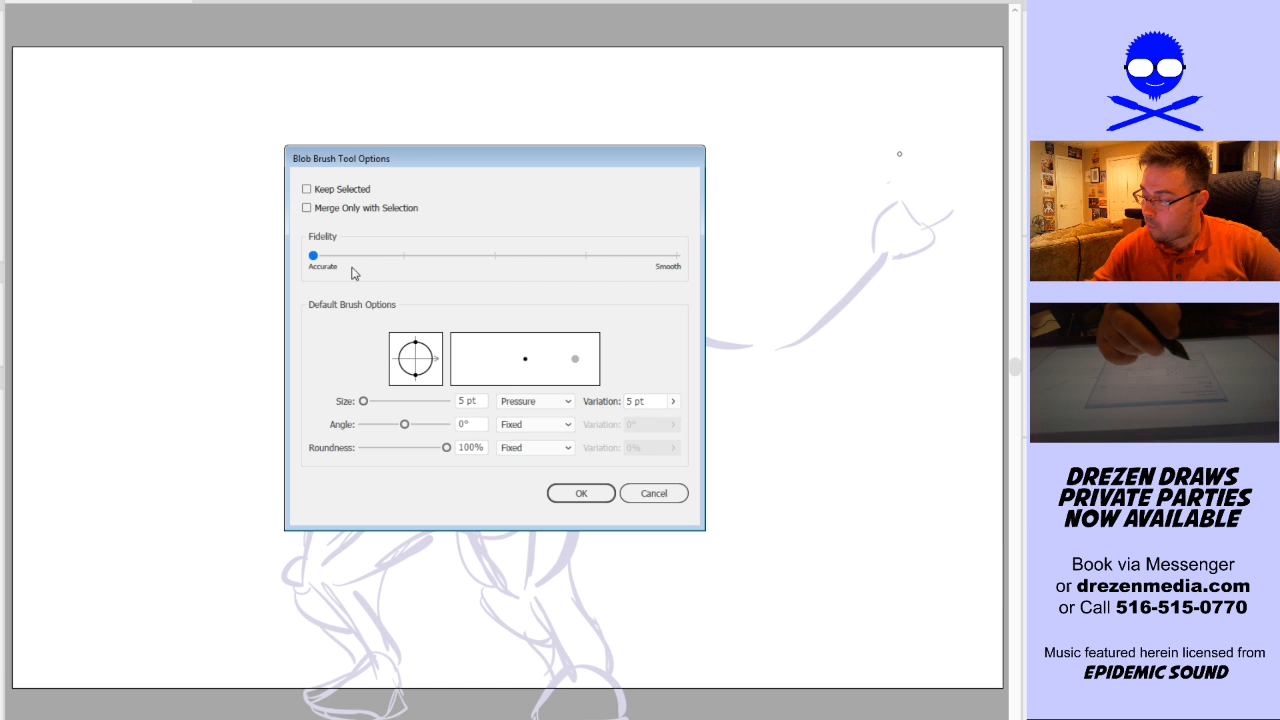 Blob Brush Tool Options
Keep Selected
Merge Only with Selection
Fidelity
Accurate
Smooth
Default Brush Options
Size: 5 pt Pressure Variation: 5 pt
Angle: 0° Fixed Variation: 0°
Roundness: 100% Fixed Variation: 0%
OK Cancel
DREZEN DRAWS
PRIVATE PARTIES
NOW AVAILABLE
Book via Messenger
or drezenmedia.com
or Call 516-515-0770
Music featured herein licensed from
EPIDEMIC SOUND